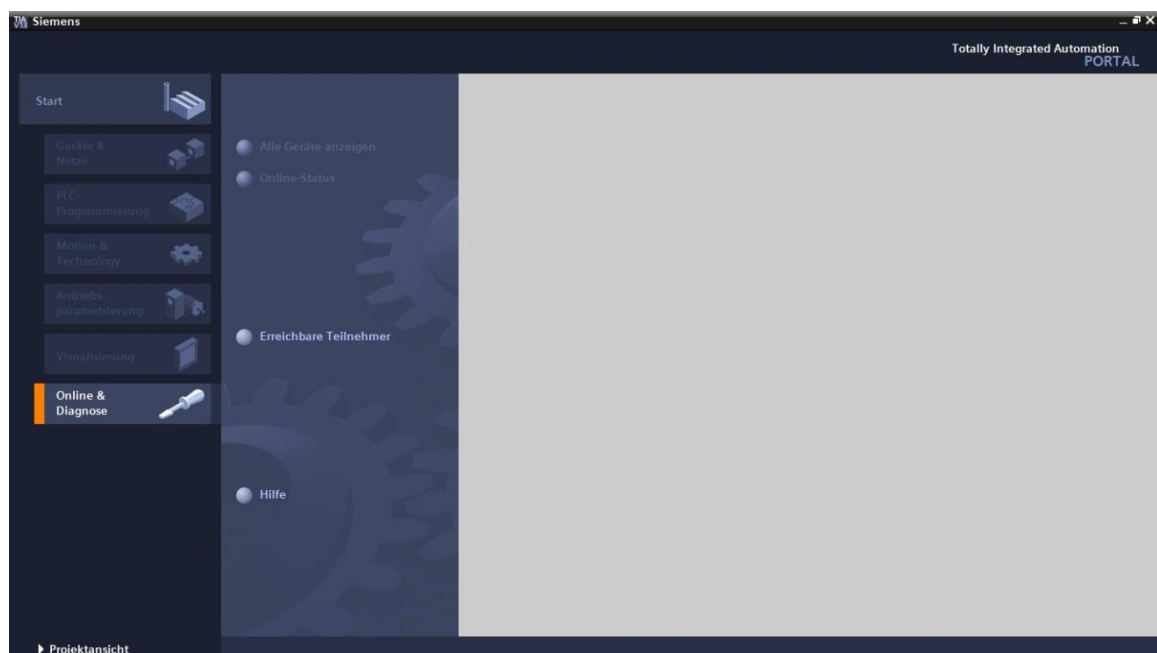 Siemens
Totally Integrated Automation
PORTAL
Start
Geräte &
Netze
PLC-
Programmierung
Motion &
Technology
Antriebs-
parametrierung
Visualisierung
Online &
Diagnose
Alle Geräte anzeigen
Online-Status
Erreichbare Teilnehmer
Hilfe
Projektansicht